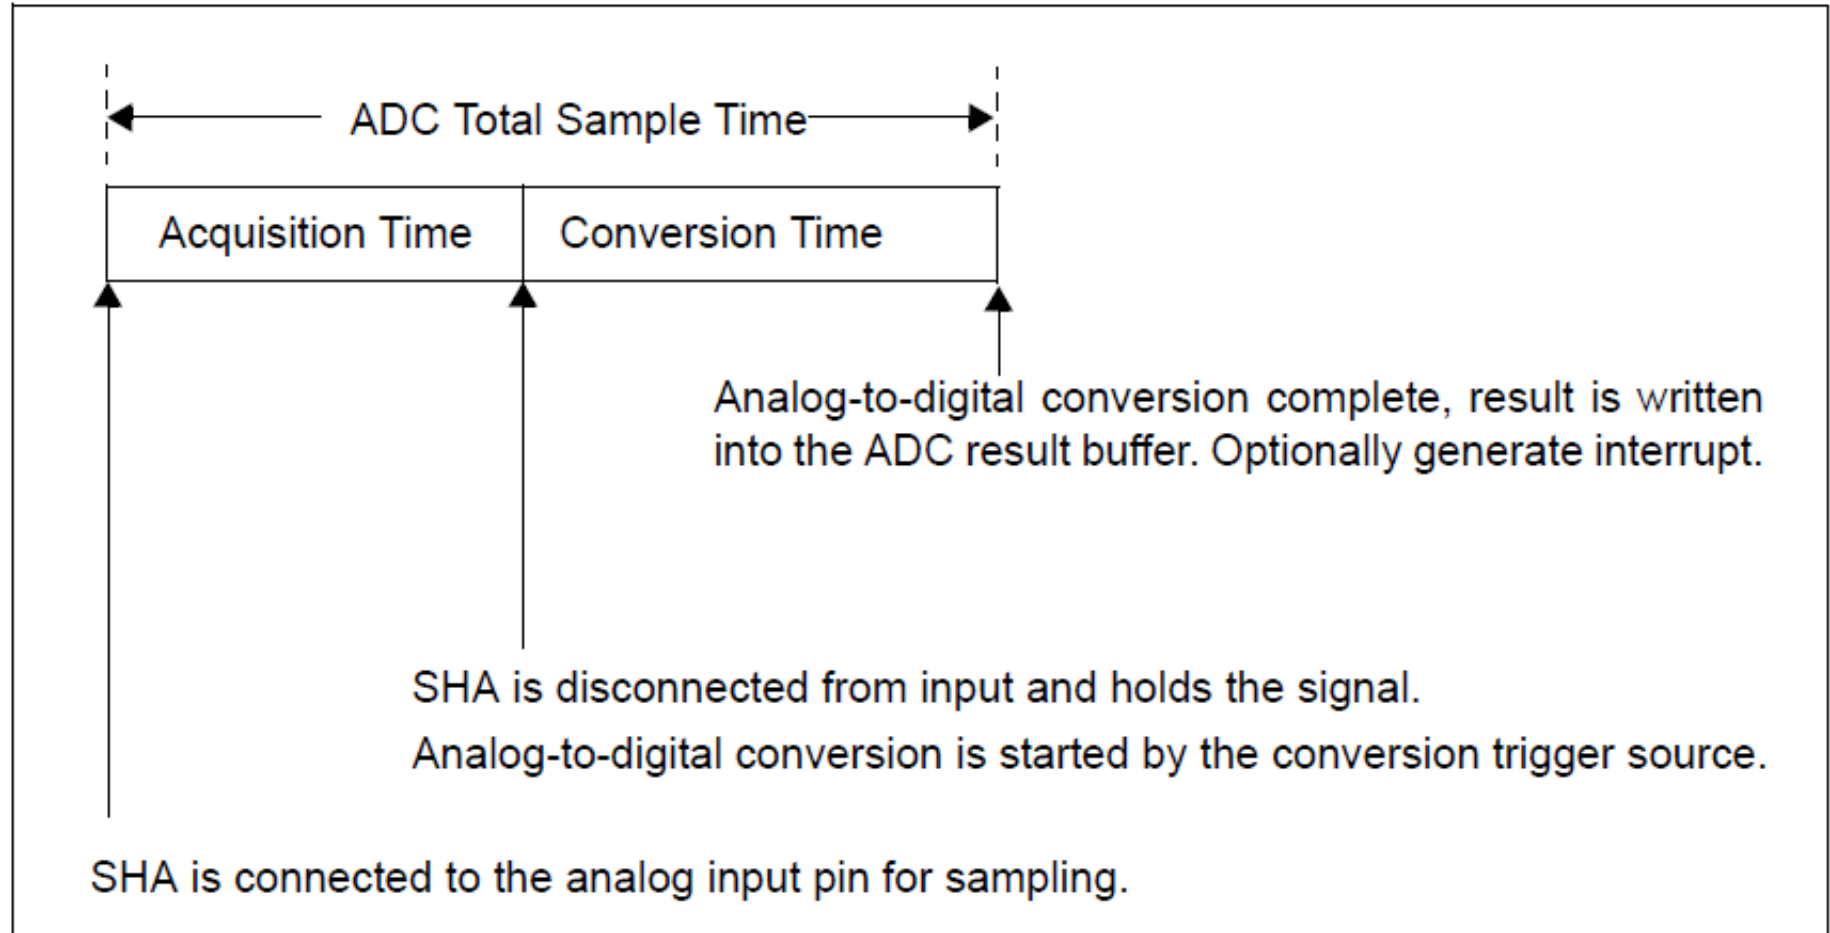 ADC Total Sample Time
Acquisition Time
Conversion Time
Analog-to-digital conversion complete, result is written
into the ADC result buffer. Optionally generate interrupt.
SHA is disconnected from input and holds the signal.
Analog-to-digital conversion is started by the conversion trigger source.
SHA is connected to the analog input pin for sampling.